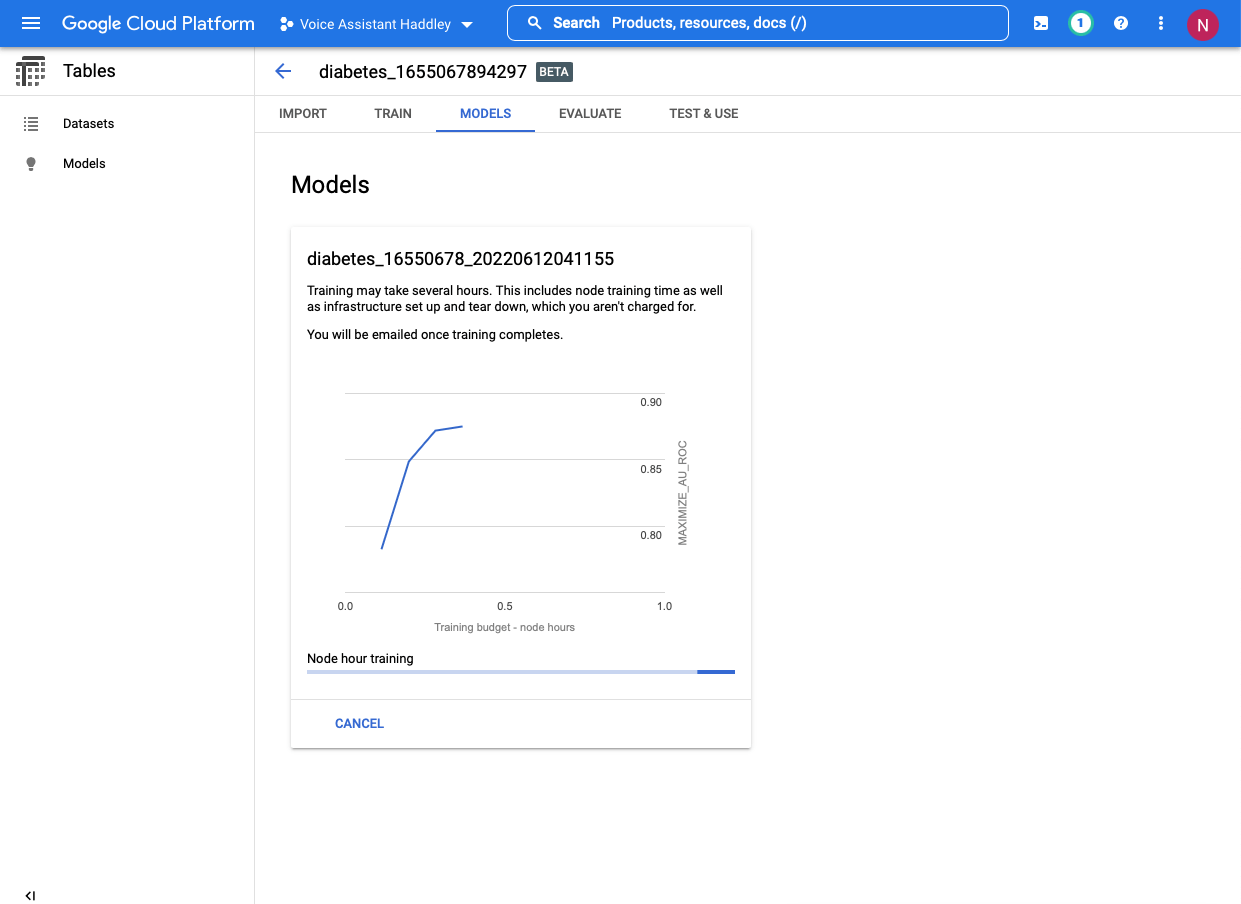 Google Cloud Platform
Voice Assistant Haddley
Search Products, resources, docs (/)
1
N
Tables
diabetes_1655067894297 BETA
IMPORT TRAIN MODELS EVALUATE TEST & USE
Datasets
Models
Models
diabetes_16550678_20220612041155
Training may take several hours. This includes node training time as well
as infrastructure set up and tear down, which you aren't charged for.
You will be emailed once training completes.
0.90
0.85
0.80
MAXIMIZE_AU_ROC
0.0 0.5 1.0
Training budget - node hours
Node hour training
CANCEL